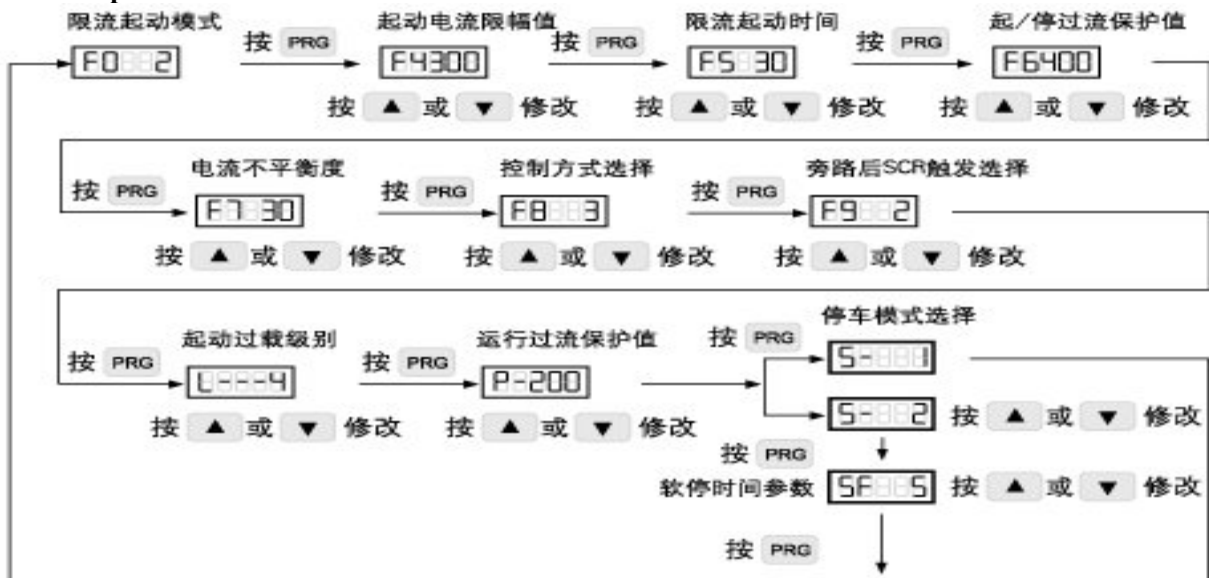 限流起动模式 按 PRG 起动电流限幅值 按 PRG 限流起动时间 按 PRG 起/停过流保护值
F0 2 F4300 F5 30 F6400
按 ▲ 或 ▼ 修改 按 ▲ 或 ▼ 修改 按 ▲ 或 ▼ 修改
按 PRG 电流不平衡度 按 PRG 控制方式选择 按 PRG 旁路后SCR触发选择
F7 30 F8 3 F9 2
按 ▲ 或 ▼ 修改 按 ▲ 或 ▼ 修改 按 ▲ 或 ▼ 修改
停车模式选择
按 PRG 起动过载级别 按 PRG 运行过流保护值 按 PRG
L---4 P-200 S- 1
按 ▲ 或 ▼ 修改 按 ▲ 或 ▼ 修改 S- 2 按 ▲ 或 ▼ 修改
按 PRG
软停时间参数 SF 5 按 ▲ 或 ▼ 修改
按 PRG